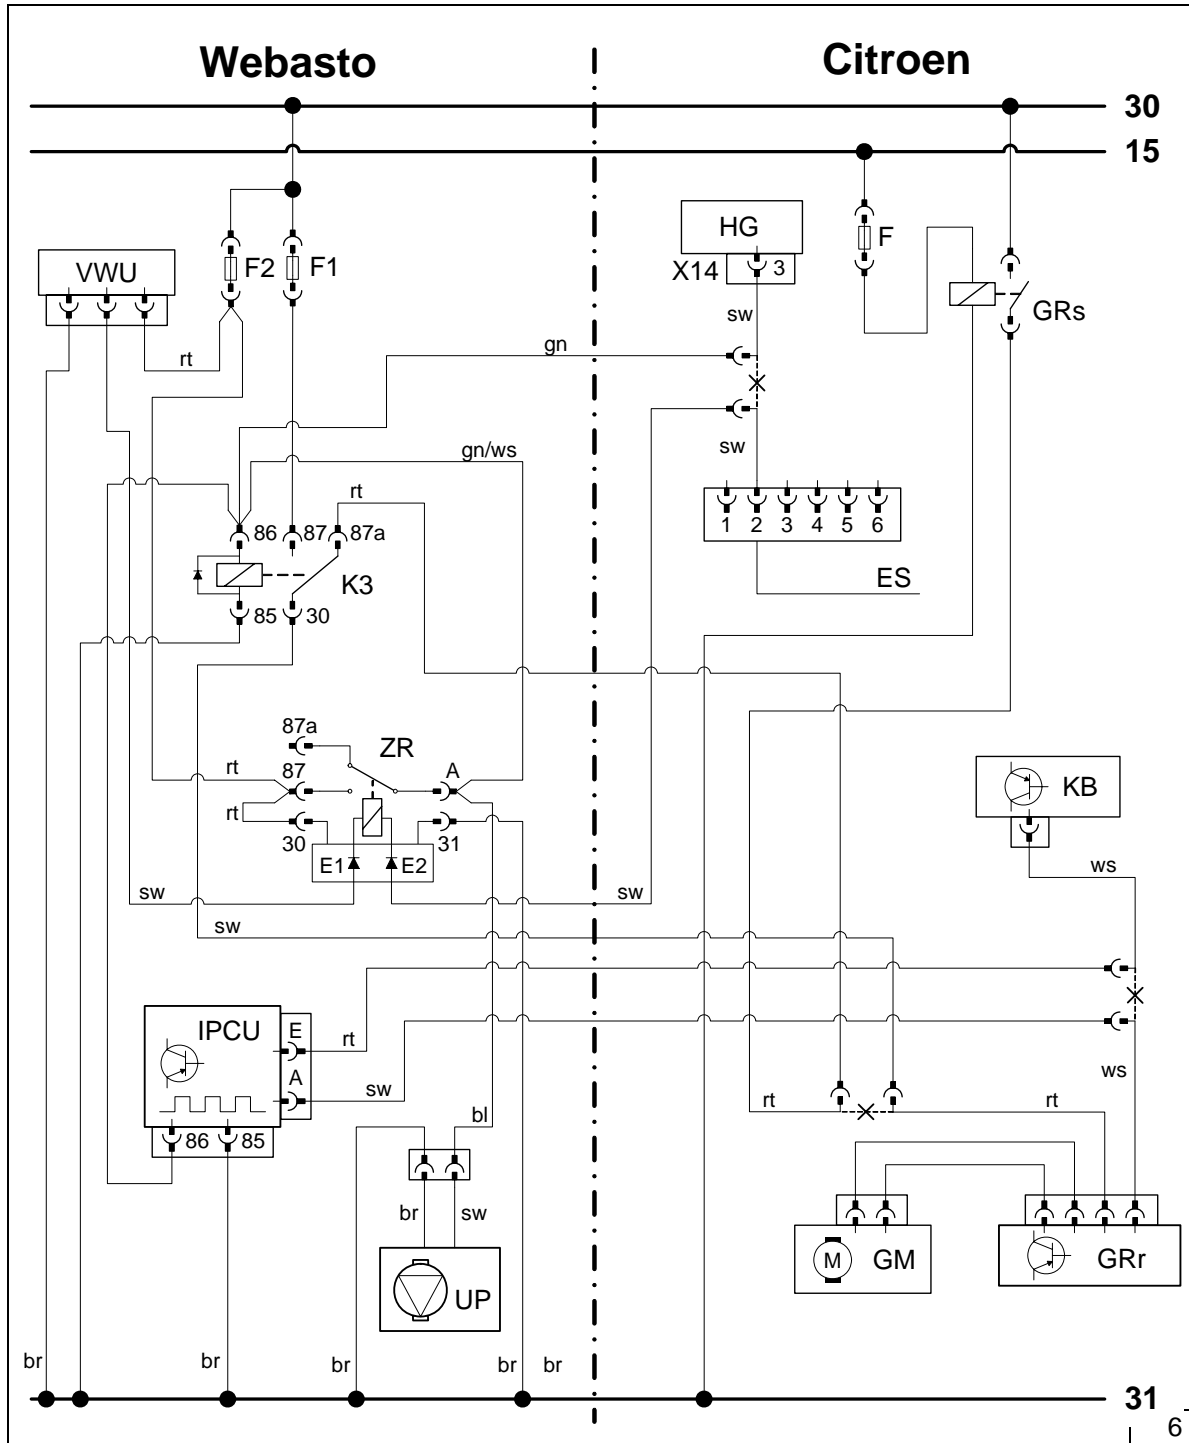 Webasto
Citroen
30
15
HG
F
VWU
F2
F1
X14
3
GRs
sw
rt
gn
sw
gn/ws
rt
1
2
3
4
5
6
86
87
87a
ES
K3
85
30
87a
ZR
rt
87
A
KB
rt
30
31
E1
E2
ws
sw
sw
sw
IPCU
E
rt
A
sw
ws
bl
rt
rt
86
85
br
sw
M
GM
GRr
UP
br
br
br
br
br
31
6